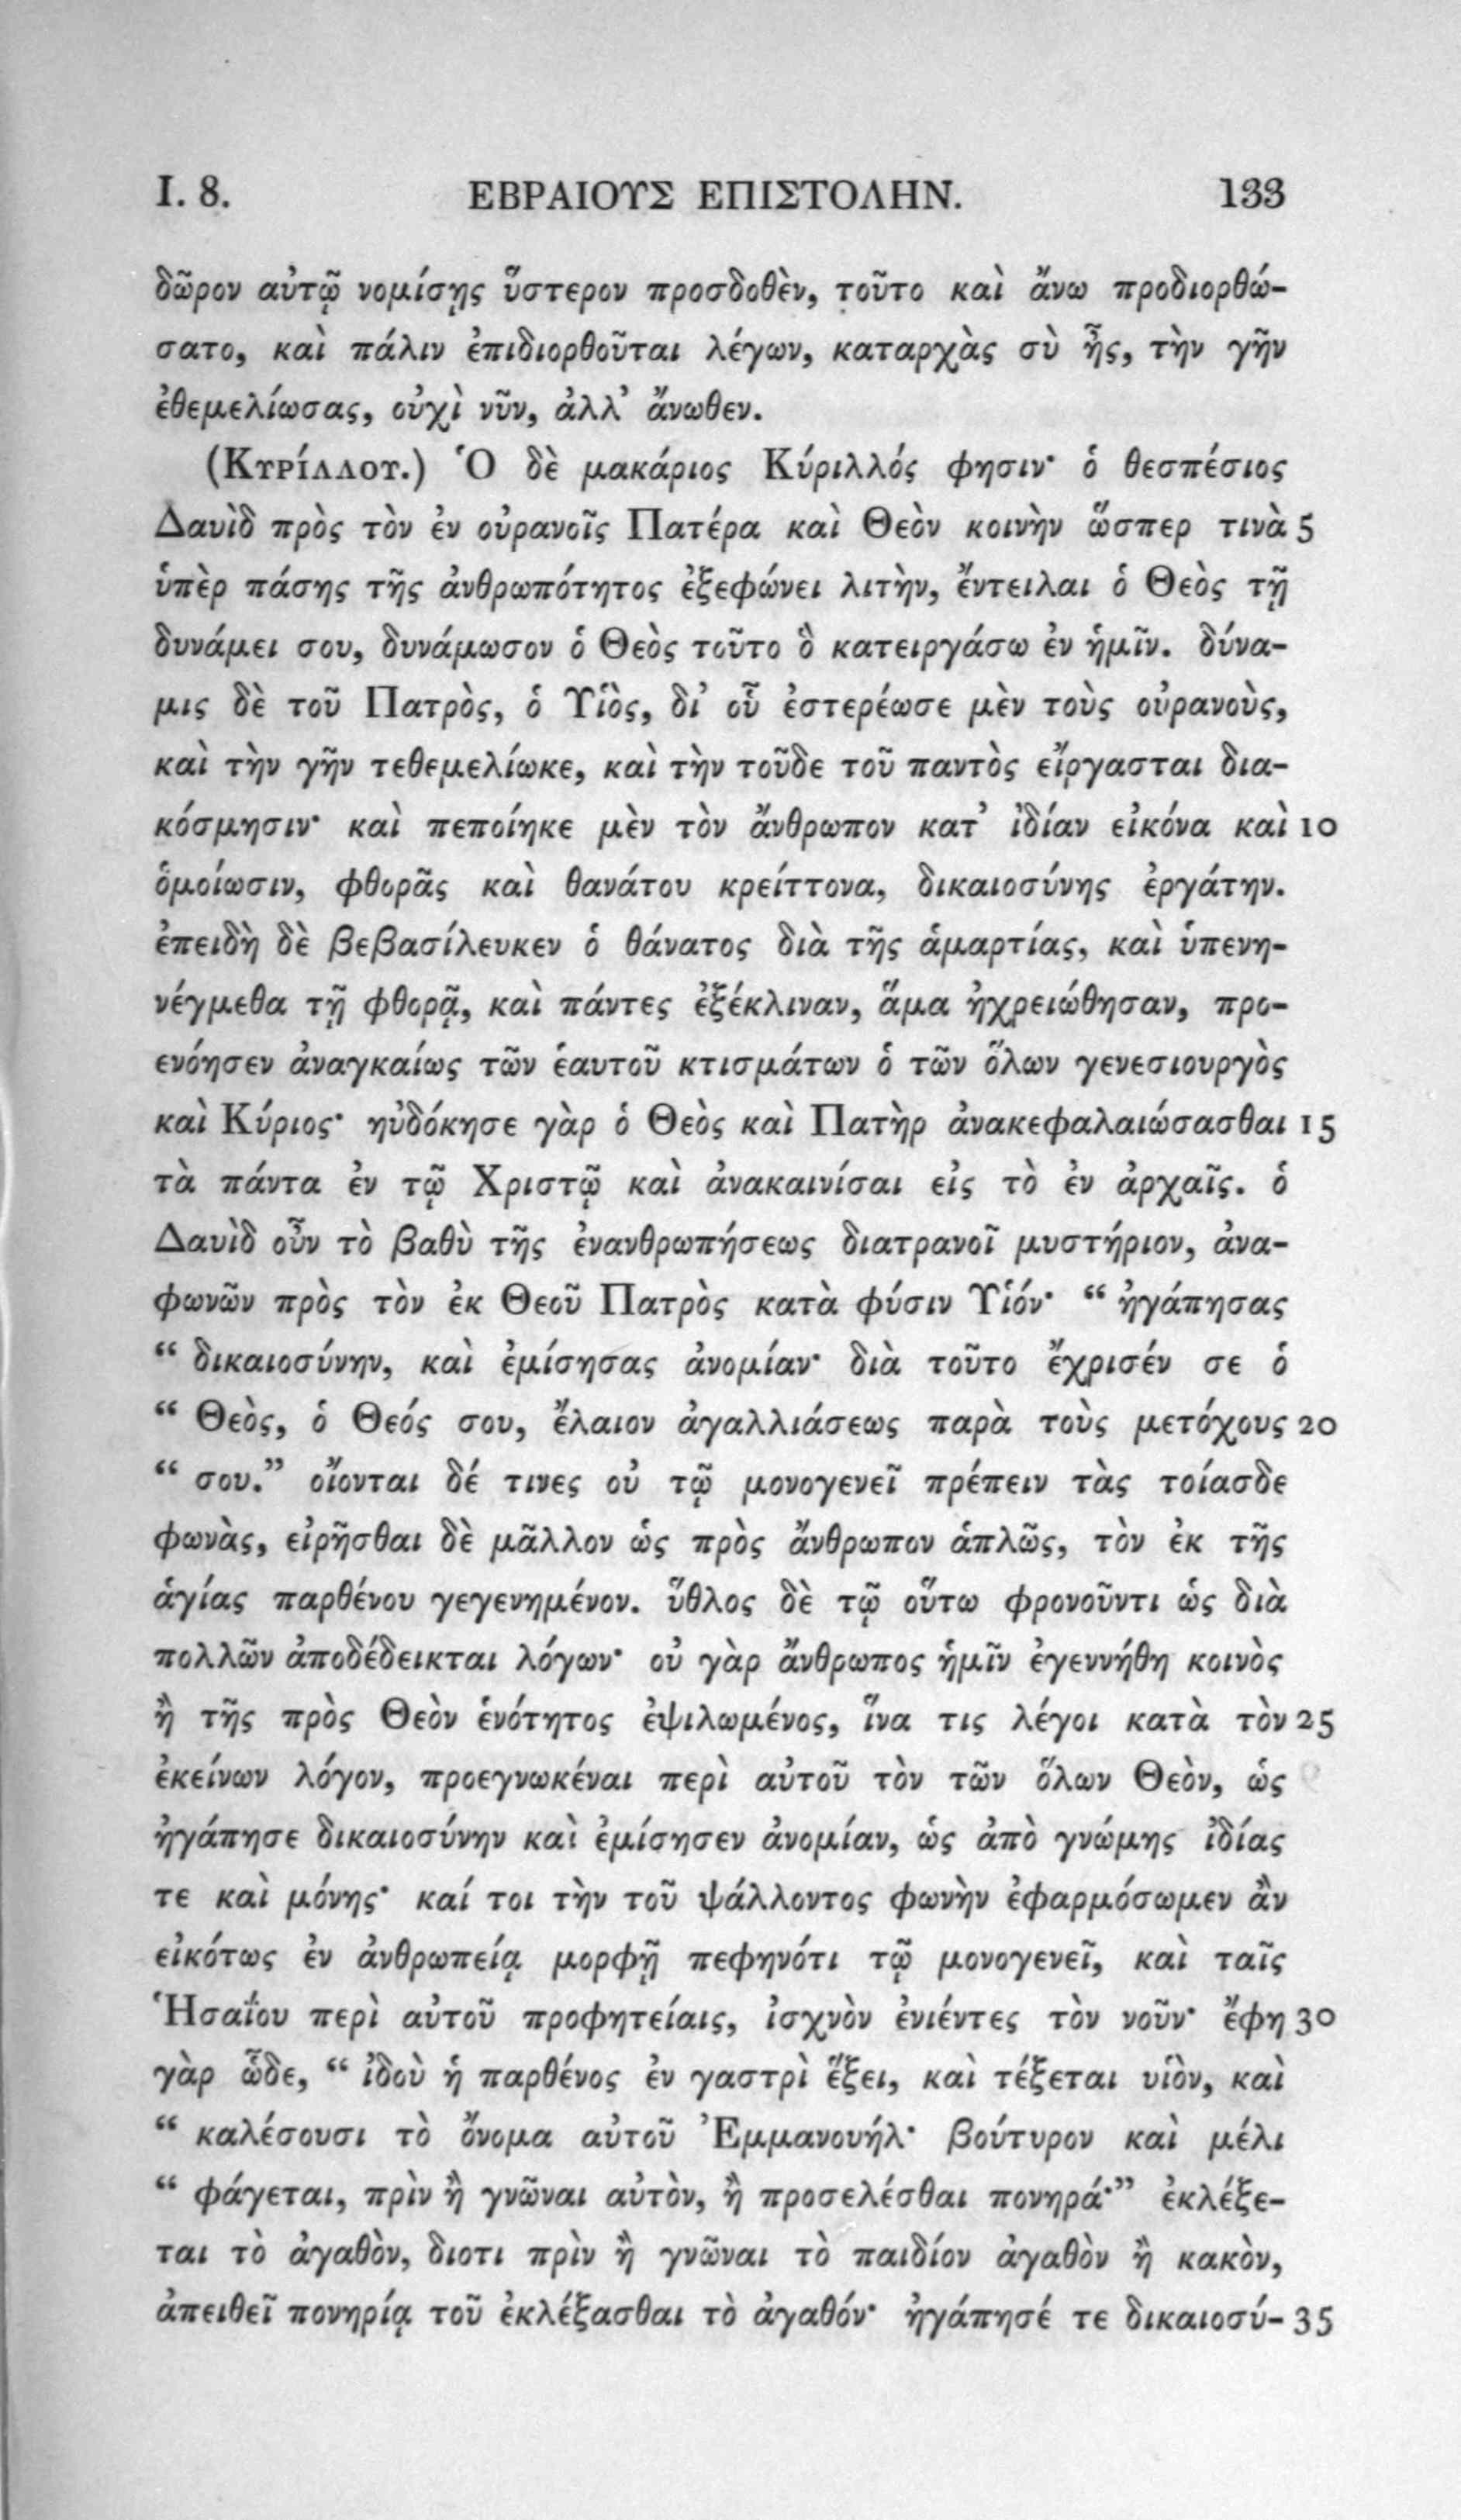 I. 8. ΕΒΡΑΙΟΥΣ ΕΠΙΣΤΟΛΗΝ. 133
δῶρον αὐτῷ νομίσῃς ὕστερον προσδοθὲν, τοῦτο καὶ ἄνω προδιορθώ-
σατο, καὶ πάλιν ἐπιδιορθοῦται λέγων, καταρχὰς σὺ ἦς, τὴν γῆν
ἐθεμελίωσας, οὐχὶ νῦν, ἀλλ’ ἄνωθεν.
(Κυρίλλου.) Ὁ δὲ μακάριος Κύριλλός φησιν· ὁ θεσπέσιος
Δαυὶδ πρὸς τὸν ἐν οὐρανοῖς Πατέρα καὶ Θεὸν κοινὴν ὥσπερ τινὰ 5
ὑπὲρ πάσης τῆς ἀνθρωπότητος ἐξεφώνει λιτὴν, ἔντειλαι ὁ Θεὸς τῇ
δυνάμει σου, δυνάμωσον ὁ Θεὸς τοῦτο ὃ κατειργάσω ἐν ἡμῖν. δύνα-
μις δὲ τοῦ Πατρὸς, ὁ Υἱὸς, δι’ οὗ ἐστερέωσε μὲν τοὺς οὐρανοὺς,
καὶ τὴν γῆν τεθεμελίωκε, καὶ τὴν τοῦδε τοῦ παντὸς εἴργασται δια-
κόσμησιν· καὶ πεποίηκε μὲν τὸν ἄνθρωπον κατ’ ἰδίαν εἰκόνα καὶ 10
ὁμοίωσιν, φθορᾶς καὶ θανάτου κρείττονα, δικαιοσύνης ἐργάτην.
ἐπειδὴ δὲ βεβασίλευκεν ὁ θάνατος διὰ τῆς ἁμαρτίας, καὶ ὑπενη-
νέγμεθα τῇ φθορᾷ, καὶ πάντες ἐξέκλιναν, ἅμα ἠχρειώθησαν, προ-
ενόησεν ἀναγκαίως τῶν ἑαυτοῦ κτισμάτων ὁ τῶν ὅλων γενεσιουργὸς
καὶ Κύριος· ηὐδόκησε γὰρ ὁ Θεὸς καὶ Πατὴρ ἀνακεφαλαιώσασθαι 15
τὰ πάντα ἐν τῷ Χριστῷ καὶ ἀνακαινίσαι εἰς τὸ ἐν ἀρχαῖς. ὁ
Δαυὶδ οὖν τὸ βαθὺ τῆς ἐνανθρωπήσεως διατρανοῖ μυστήριον, ἀνα-
φωνῶν πρὸς τὸν ἐκ Θεοῦ Πατρὸς κατὰ φύσιν Υἱόν· “ ἠγάπησας
“ δικαιοσύνην, καὶ ἐμίσησας ἀνομίαν· διὰ τοῦτο ἔχρισέν σε ὁ
“ Θεὸς, ὁ Θεός σου, ἔλαιον ἀγαλλιάσεως παρὰ τοὺς μετόχους 20
“ σου.” οἴονται δέ τινες οὐ τῷ μονογενεῖ πρέπειν τὰς τοίασδε
φωνὰς, εἰρῆσθαι δὲ μᾶλλον ὡς πρὸς ἄνθρωπον ἁπλῶς, τὸν ἐκ τῆς
ἁγίας παρθένου γεγενημένον. ὕθλος δὲ τῷ οὕτω φρονοῦντι ὡς διὰ
πολλῶν ἀποδέδεικται λόγων· οὐ γὰρ ἄνθρωπος ἡμῖν ἐγεννήθη κοινὸς
ἢ τῆς πρὸς Θεὸν ἑνότητος ἐψιλωμένος, ἵνα τις λέγοι κατὰ τὸν 25
ἐκείνων λόγον, προεγνωκέναι περὶ αὐτοῦ τὸν τῶν ὅλων Θεὸν, ὡς
ἠγάπησε δικαιοσύνην καὶ ἐμίσησεν ἀνομίαν, ὡς ἀπὸ γνώμης ἰδίας
τε καὶ μόνης· καί τοι τὴν τοῦ ψάλλοντος φωνὴν ἐφαρμόσωμεν ἂν
εἰκότως ἐν ἀνθρωπείᾳ μορφῇ πεφηνότι τῷ μονογενεῖ, καὶ ταῖς
Ἡσαΐου περὶ αὐτοῦ προφητείαις, ἰσχνὸν ἐνιέντες τὸν νοῦν· ἔφη 30
γὰρ ὧδε, “ ἰδοὺ ἡ παρθένος ἐν γαστρὶ ἕξει, καὶ τέξεται υἱὸν, καὶ
“ καλέσουσι τὸ ὄνομα αὐτοῦ Ἐμμανουήλ· βούτυρον καὶ μέλι
“ φάγεται, πρὶν ἢ γνῶναι αὐτὸν, ἢ προσελέσθαι πονηρά·” ἐκλέξε-
ται τὸ ἀγαθὸν, διοτι πρὶν ἢ γνῶναι τὸ παιδίον ἀγαθὸν ἢ κακὸν,
ἀπειθεῖ πονηρίᾳ τοῦ ἐκλέξασθαι τὸ ἀγαθόν· ἠγάπησέ τε δικαιοσύ- 35